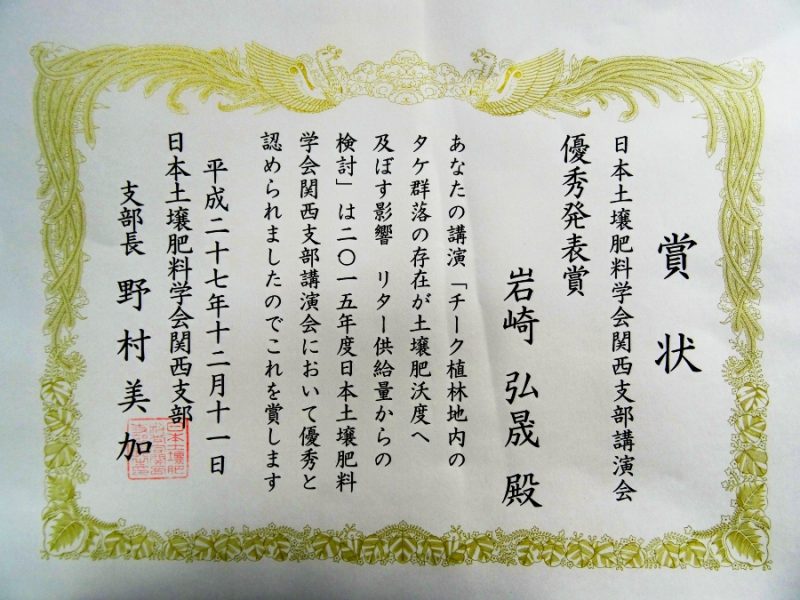 賞状
日本土壌肥料学会関西支部講演会
優秀発表賞
岩崎 弘晟 殿
あなたの講演「チーク植林地内の
タケ群落の存在が土壌肥沃度へ
及ぼす影響 リター供給量からの
検討」は二〇一五年度日本土壌肥料
学会関西支部講演会において優秀と
認められましたのでこれを賞します
平成二十七年十二月十一日
日本土壌肥料学会関西支部
支部長 野村美加